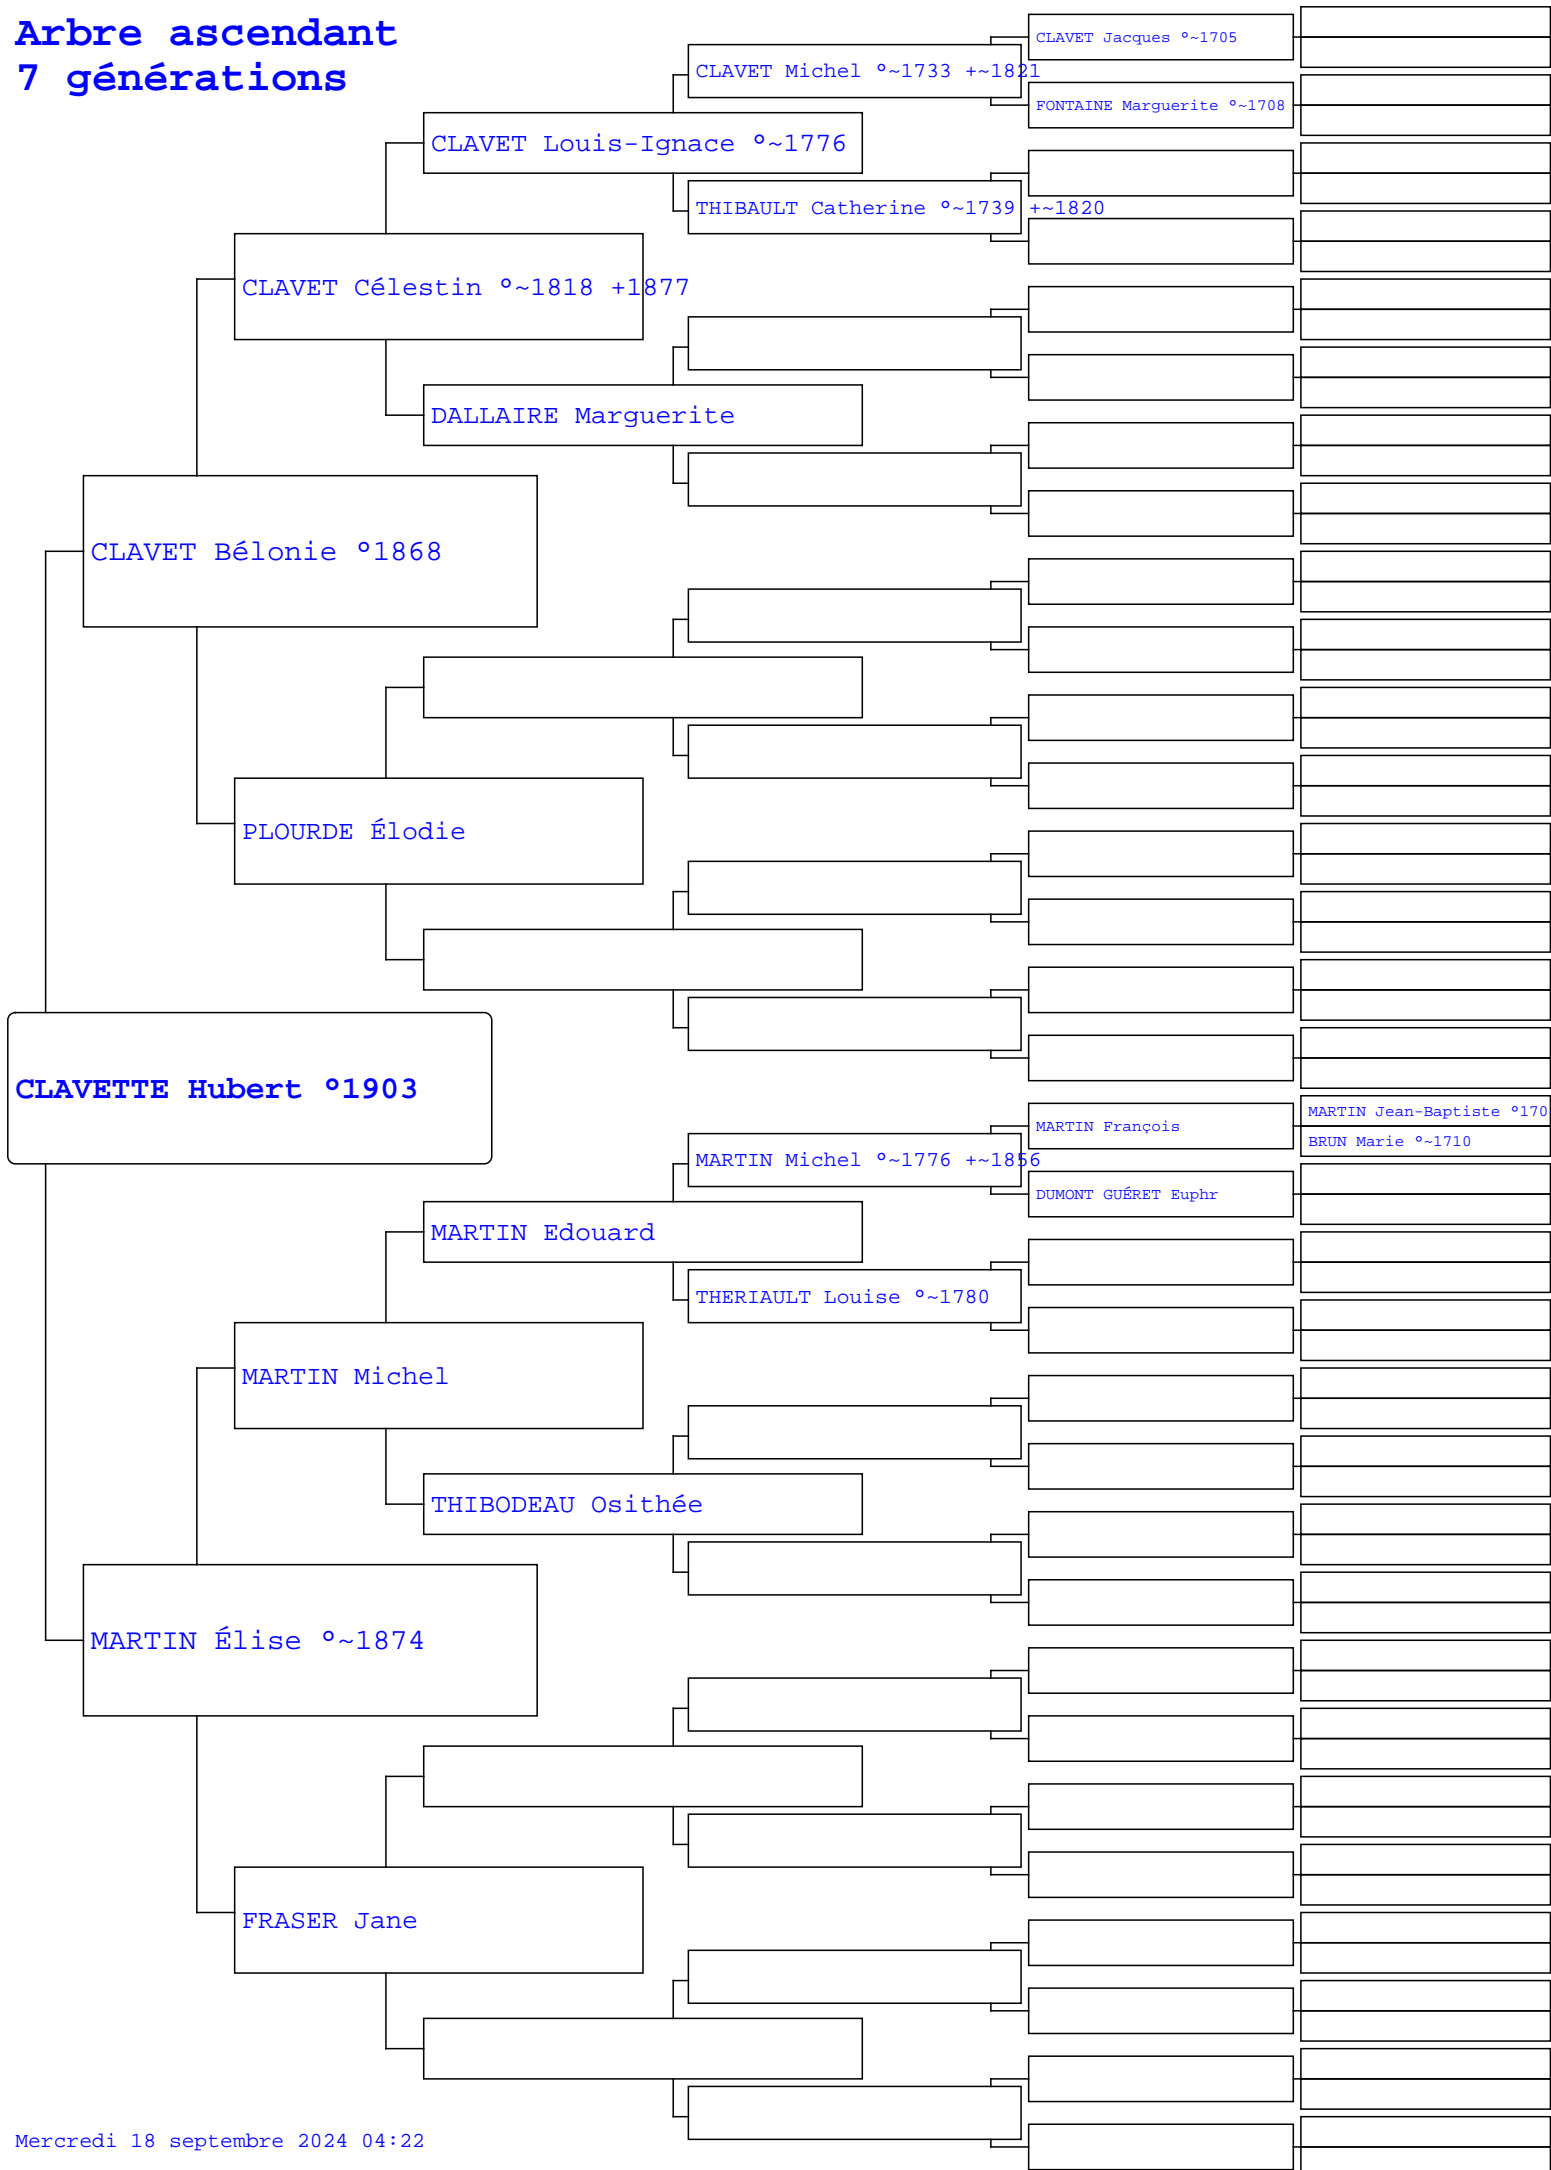 Arbre ascendant
7 générations
CLAVET Jacques °~1705
CLAVET Michel °~1733 +~1821
FONTAINE Marguerite °~1708
CLAVET Louis-Ignace °~1776
THIBAULT Catherine °~1739 +~1820
CLAVET Célestin °~1818 +1877
DALLAIRE Marguerite
CLAVET Bélonie °1868
PLOURDE Élodie
CLAVETTE Hubert °1903
MARTIN Jean-Baptiste °170
MARTIN François
BRUN Marie °~1710
MARTIN Michel °~1776 +~1856
DUMONT GUÉRET Euphr
MARTIN Edouard
THERIAULT Louise °~1780
MARTIN Michel
THIBODEAU Osithée
MARTIN Élise °~1874
FRASER Jane
Mercredi 18 septembre 2024 04:22